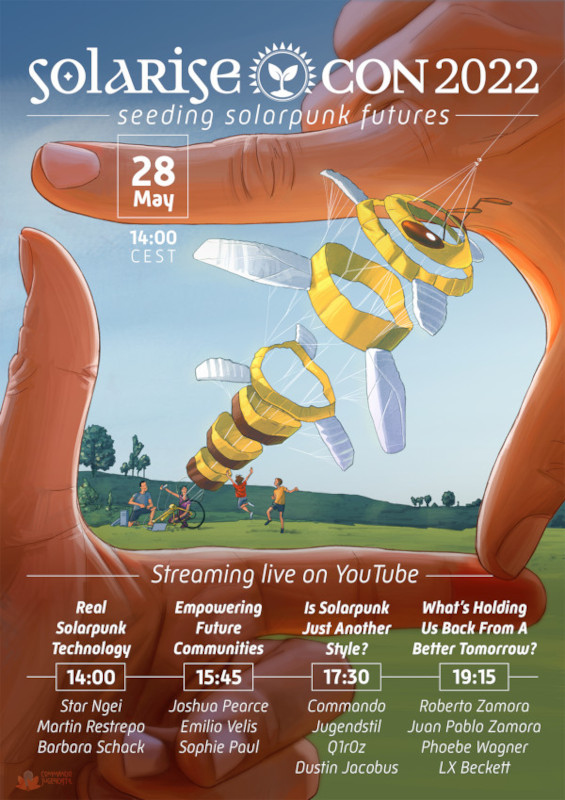 SOLARISE CON 2022
seeding solarpunk futures
28
May
14:00
CEST
Streaming live on YouTube
Real
Solarpunk
Technology
14:00
Star Ngei
Martin Restrepo
Barbara Schack
Empowering
Future
Communities
15:45
Joshua Pearce
Emilio Velis
Sophie Paul
Is Solarpunk
Just Another
Style?
17:30
Commando
Jugendstil
Q1rOz
Dustin Jacobus
What's Holding
Us Back From A
Better Tomorrow?
19:15
Roberto Zamora
Juan Pablo Zamora
Phoebe Wagner
LX Beckett
COMMANDO
JUGENDSTIL